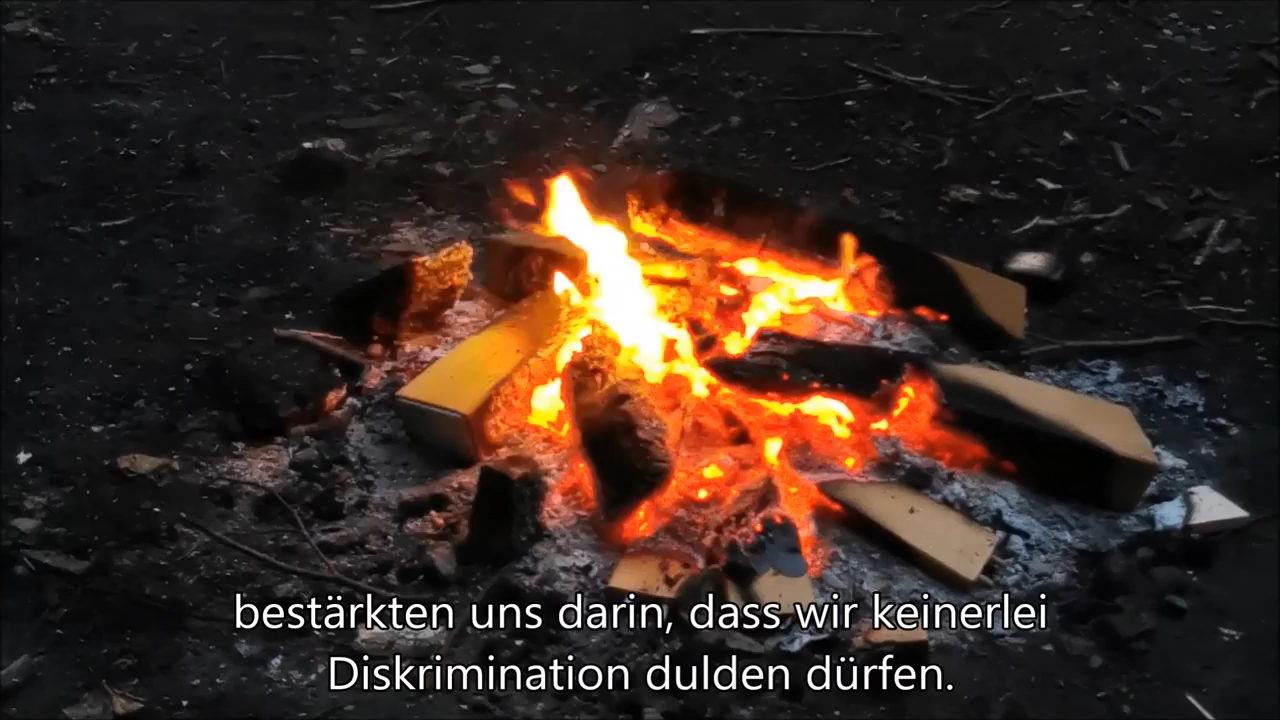 bestärkten uns darin, dass wir keinerlei
Diskrimination dulden dürfen.